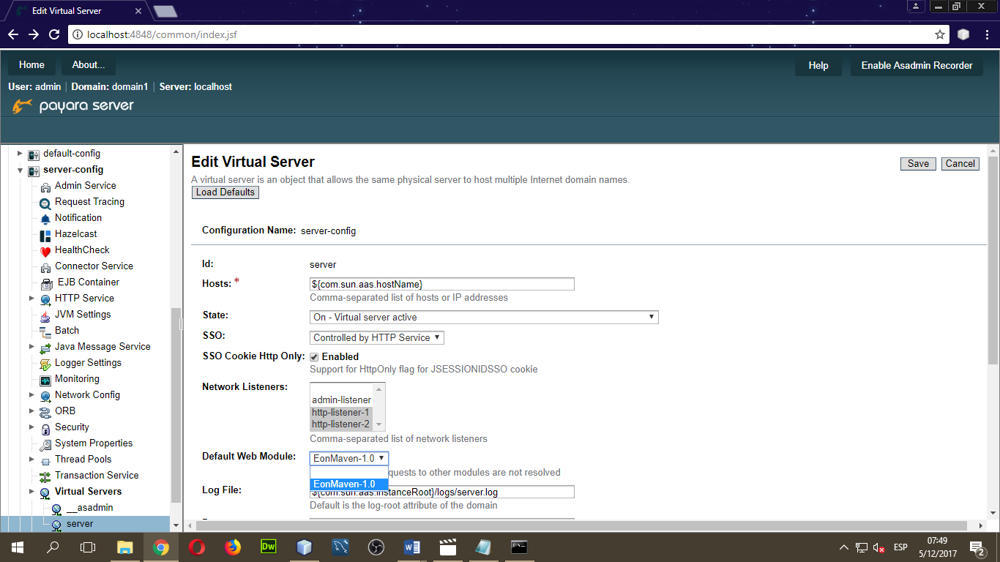 Edit Virtual Server
localhost:4848/common/index.jsf
Home About... Help Enable Asadmin Recorder
User: admin | Domain: domain1 | Server: localhost
payara server
default-config
server-config
Admin Service
Request Tracing
Notification
Hazelcast
HealthCheck
Connector Service
EJB Container
HTTP Service
JVM Settings
Batch
Java Message Service
Logger Settings
Monitoring
Network Config
ORB
Security
System Properties
Thread Pools
Transaction Service
Virtual Servers
__asadmin
server
Edit Virtual Server
Save Cancel
A virtual server is an object that allows the same physical server to host multiple Internet domain names.
Load Defaults
Configuration Name: server-config
Id: server
Hosts: * ${com.sun.aas.hostName}
Comma-separated list of hosts or IP addresses
State: On - Virtual server active
SSO: Controlled by HTTP Service
SSO Cookie Http Only: Enabled
Support for HttpOnly flag for JSESSIONIDSSO cookie
Network Listeners:
admin-listener
http-listener-1
http-listener-2
Comma-separated list of network listeners
Default Web Module: EonMaven-1.0
quests to other modules are not resolved
EonMaven-1.0
Log File: ${com.sun.aas.instanceRoot}/logs/server.log
Default is the log-root attribute of the domain
Dw
ESP
07:49
5/12/2017
2